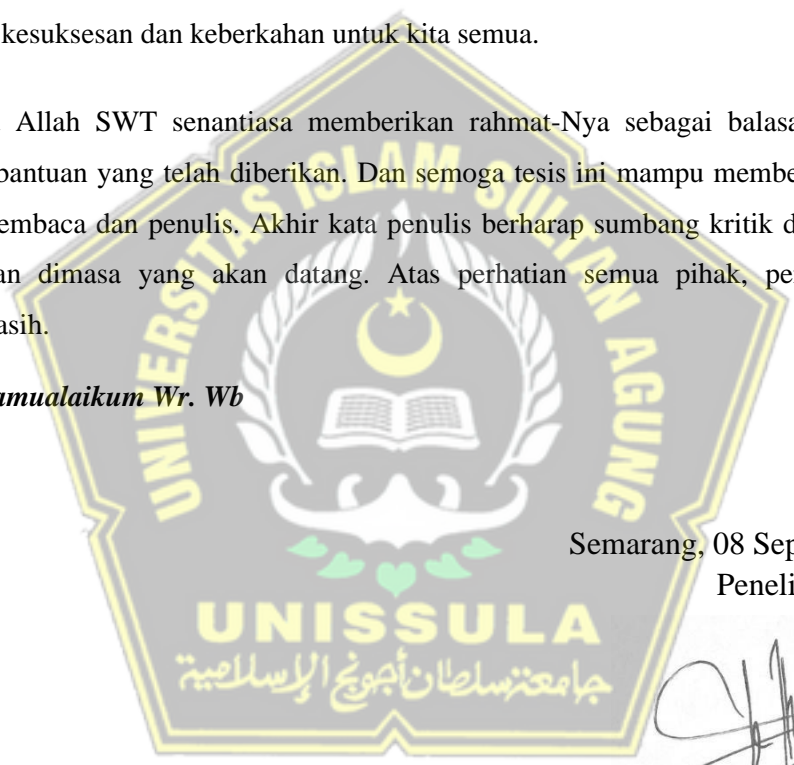 kesuksesan dan keberkahan untuk kita semua.
Allah SWT senantiasa memberikan rahmat-Nya sebagai balasa
bantuan yang telah diberikan. Dan semoga tesis ini mampu membe
embaca dan penulis. Akhir kata penulis berharap sumbang kritik d
an dimasa yang akan datang. Atas perhatian semua pihak, pe
asih.
amualaikum Wr. Wb
UNIVERSITAS ISLAM SULTAN AGUNG
Semarang, 08 Sep
Peneli
UNISSULA
جامعتنسلطان أجونج الإسلامية